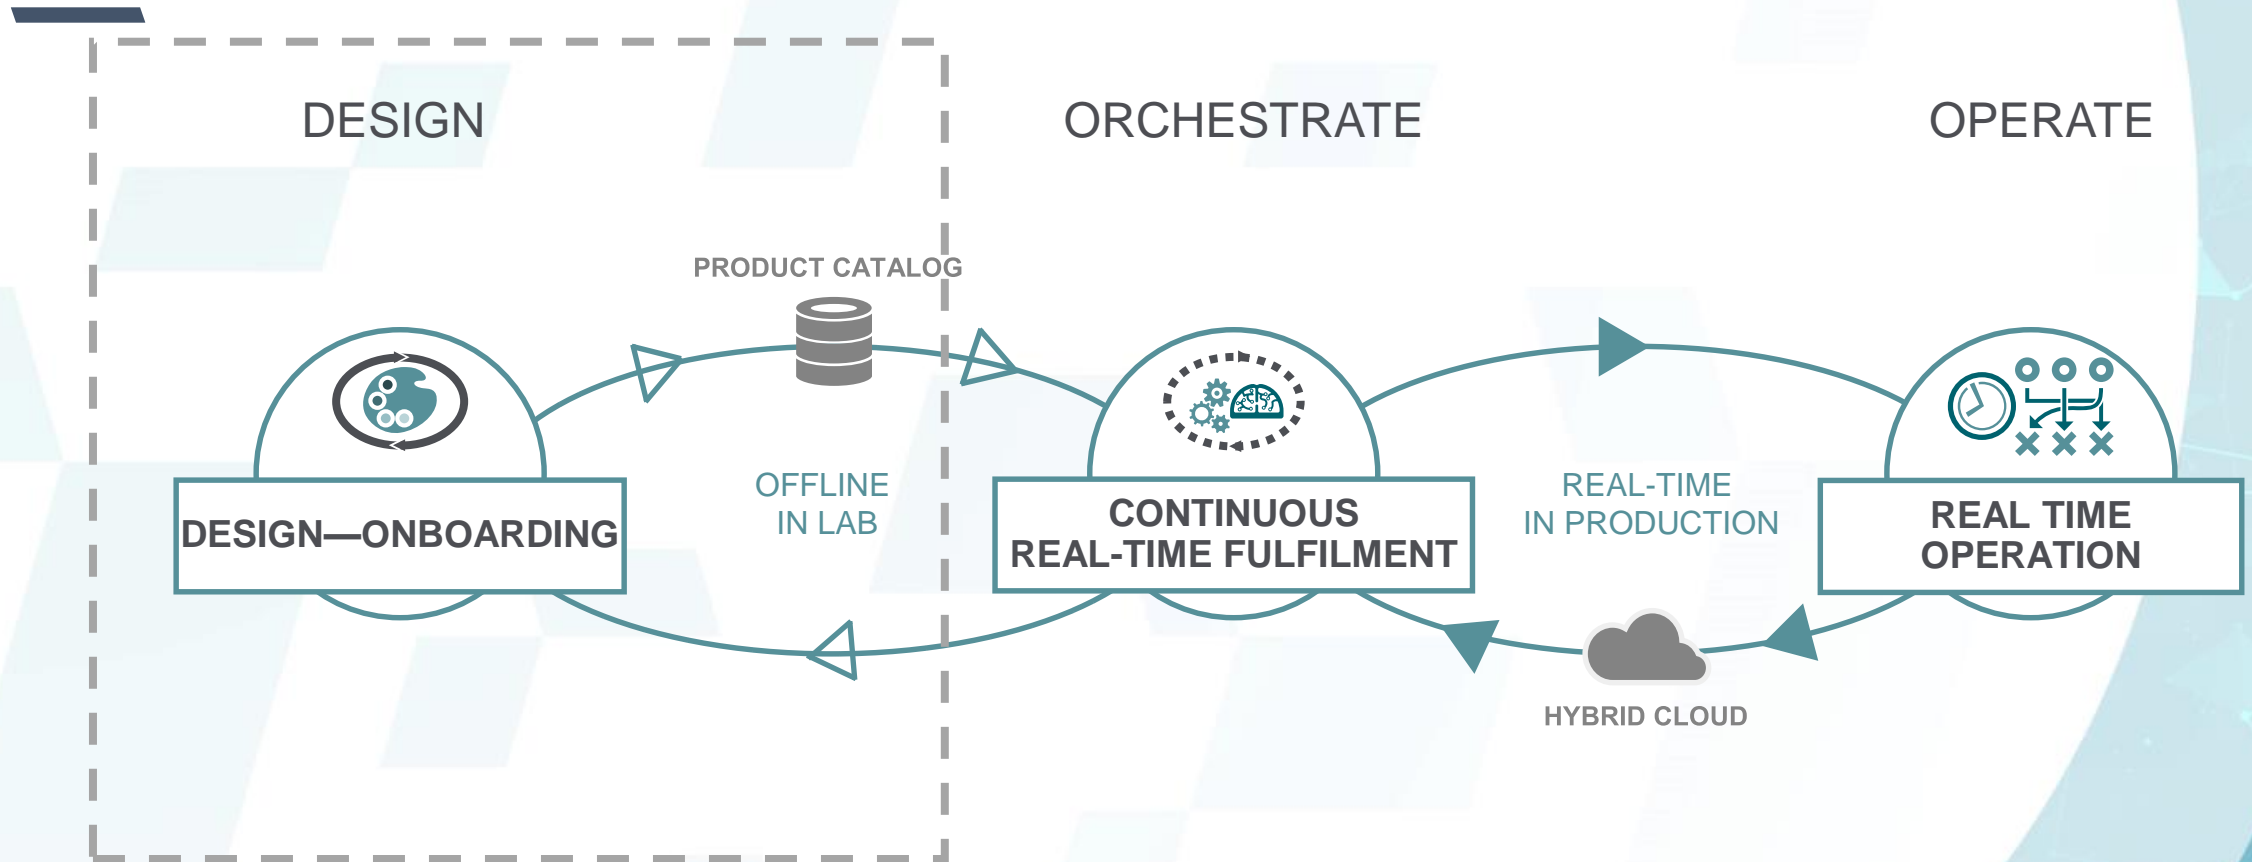 DESIGN
ORCHESTRATE
OPERATE
PRODUCT CATALOG
DESIGN—ONBOARDING
OFFLINE
IN LAB
CONTINUOUS
REAL-TIME FULFILMENT
REAL-TIME
IN PRODUCTION
REAL TIME
OPERATION
HYBRID CLOUD